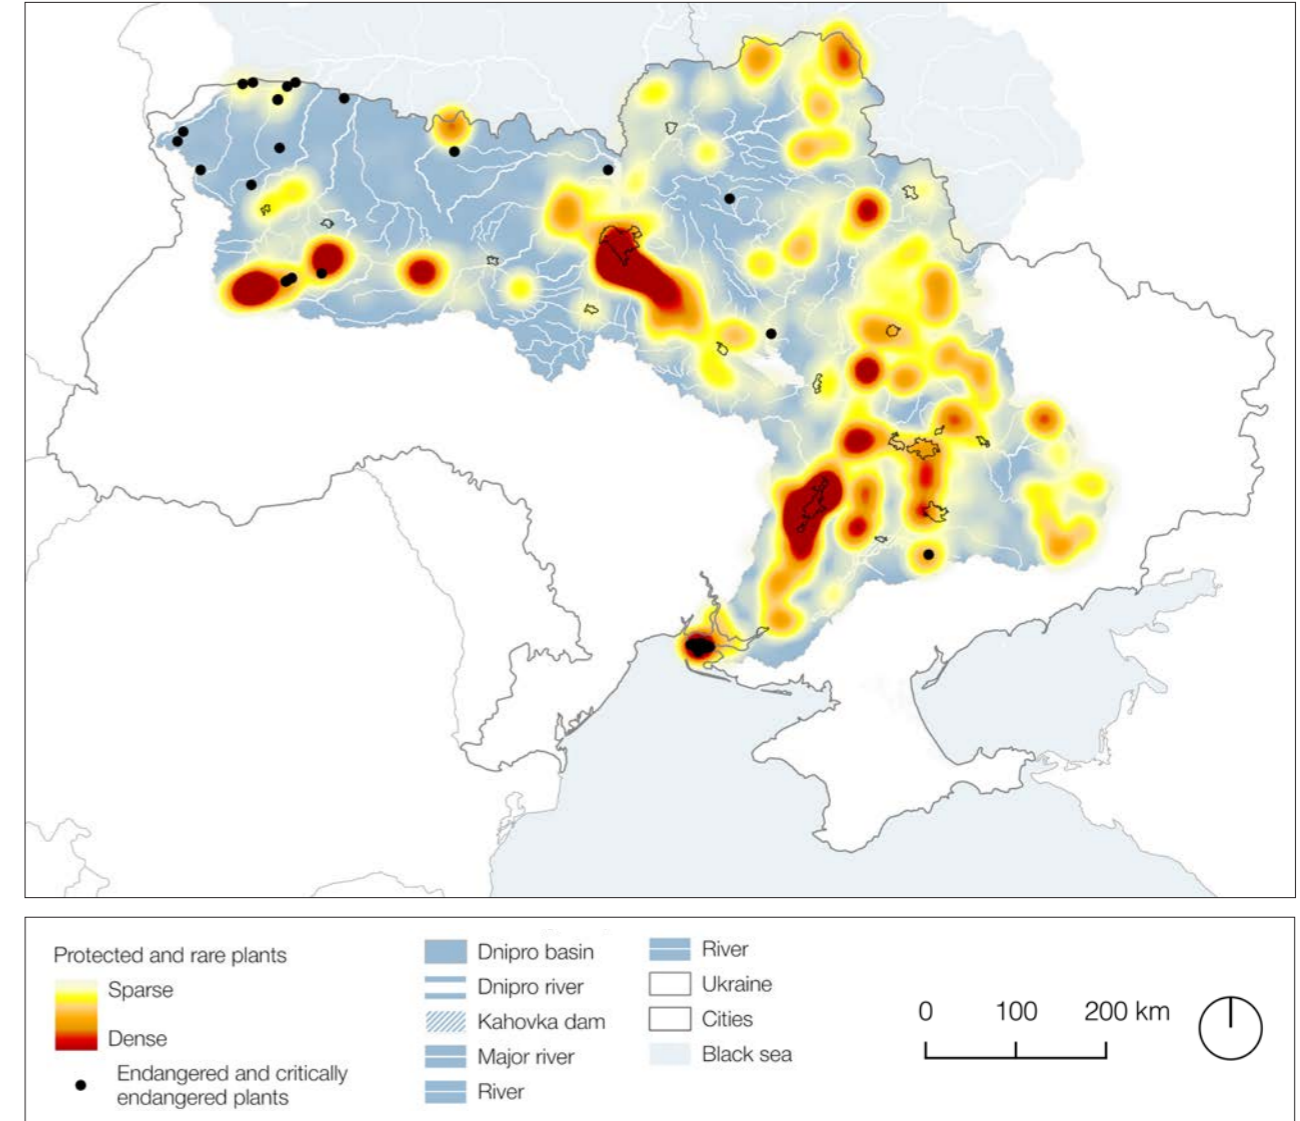 Protected and rare plants
Sparse
Dense
Endangered and critically
endangered plants
Dnipro basin
Dnipro river
Kahovka dam
Major river
River
River
Ukraine
Cities
Black sea
0 100 200 km